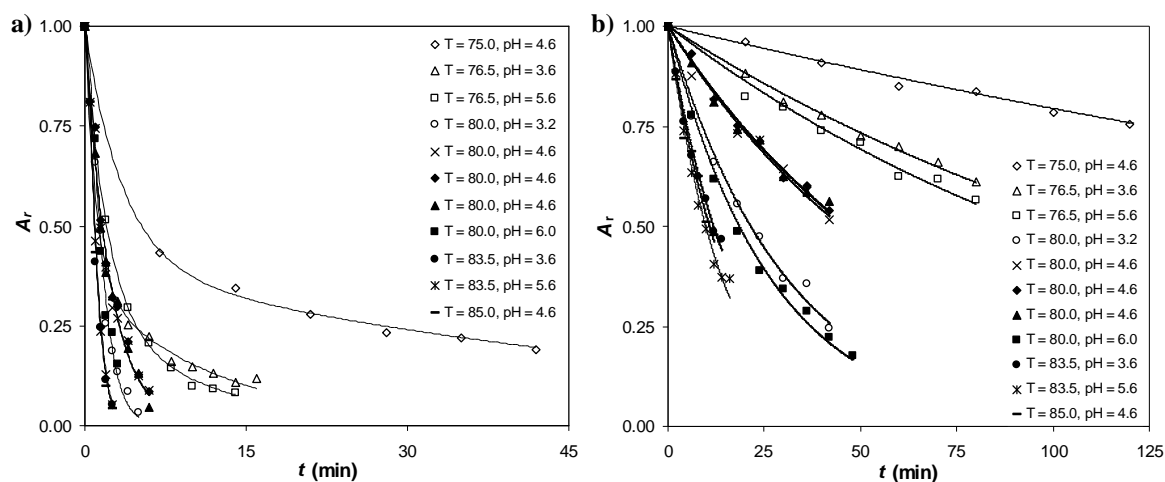 a)
1.00
0.75
0.50
0.25
0.00
A_r
0
15
30
45
t (min)
T = 75.0, pH = 4.6
T = 76.5, pH = 3.6
T = 76.5, pH = 5.6
T = 80.0, pH = 3.2
T = 80.0, pH = 4.6
T = 80.0, pH = 4.6
T = 80.0, pH = 4.6
T = 80.0, pH = 6.0
T = 83.5, pH = 3.6
T = 83.5, pH = 5.6
T = 85.0, pH = 4.6
b)
1.00
0.75
0.50
0.25
0.00
A_r
0
25
50
75
100
125
t (min)
T = 75.0, pH = 4.6
T = 76.5, pH = 3.6
T = 76.5, pH = 5.6
T = 80.0, pH = 3.2
T = 80.0, pH = 4.6
T = 80.0, pH = 4.6
T = 80.0, pH = 4.6
T = 80.0, pH = 6.0
T = 83.5, pH = 3.6
T = 83.5, pH = 5.6
T = 85.0, pH = 4.6